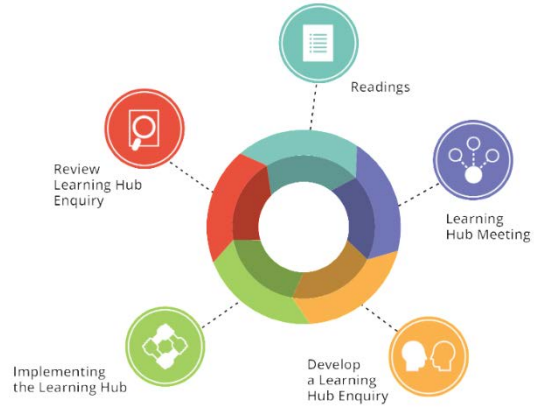 Readings
Learning
Hub Meeting
Develop
a Learning
Hub Enquiry
Implementing
the Learning Hub
Review
Learning Hub
Enquiry